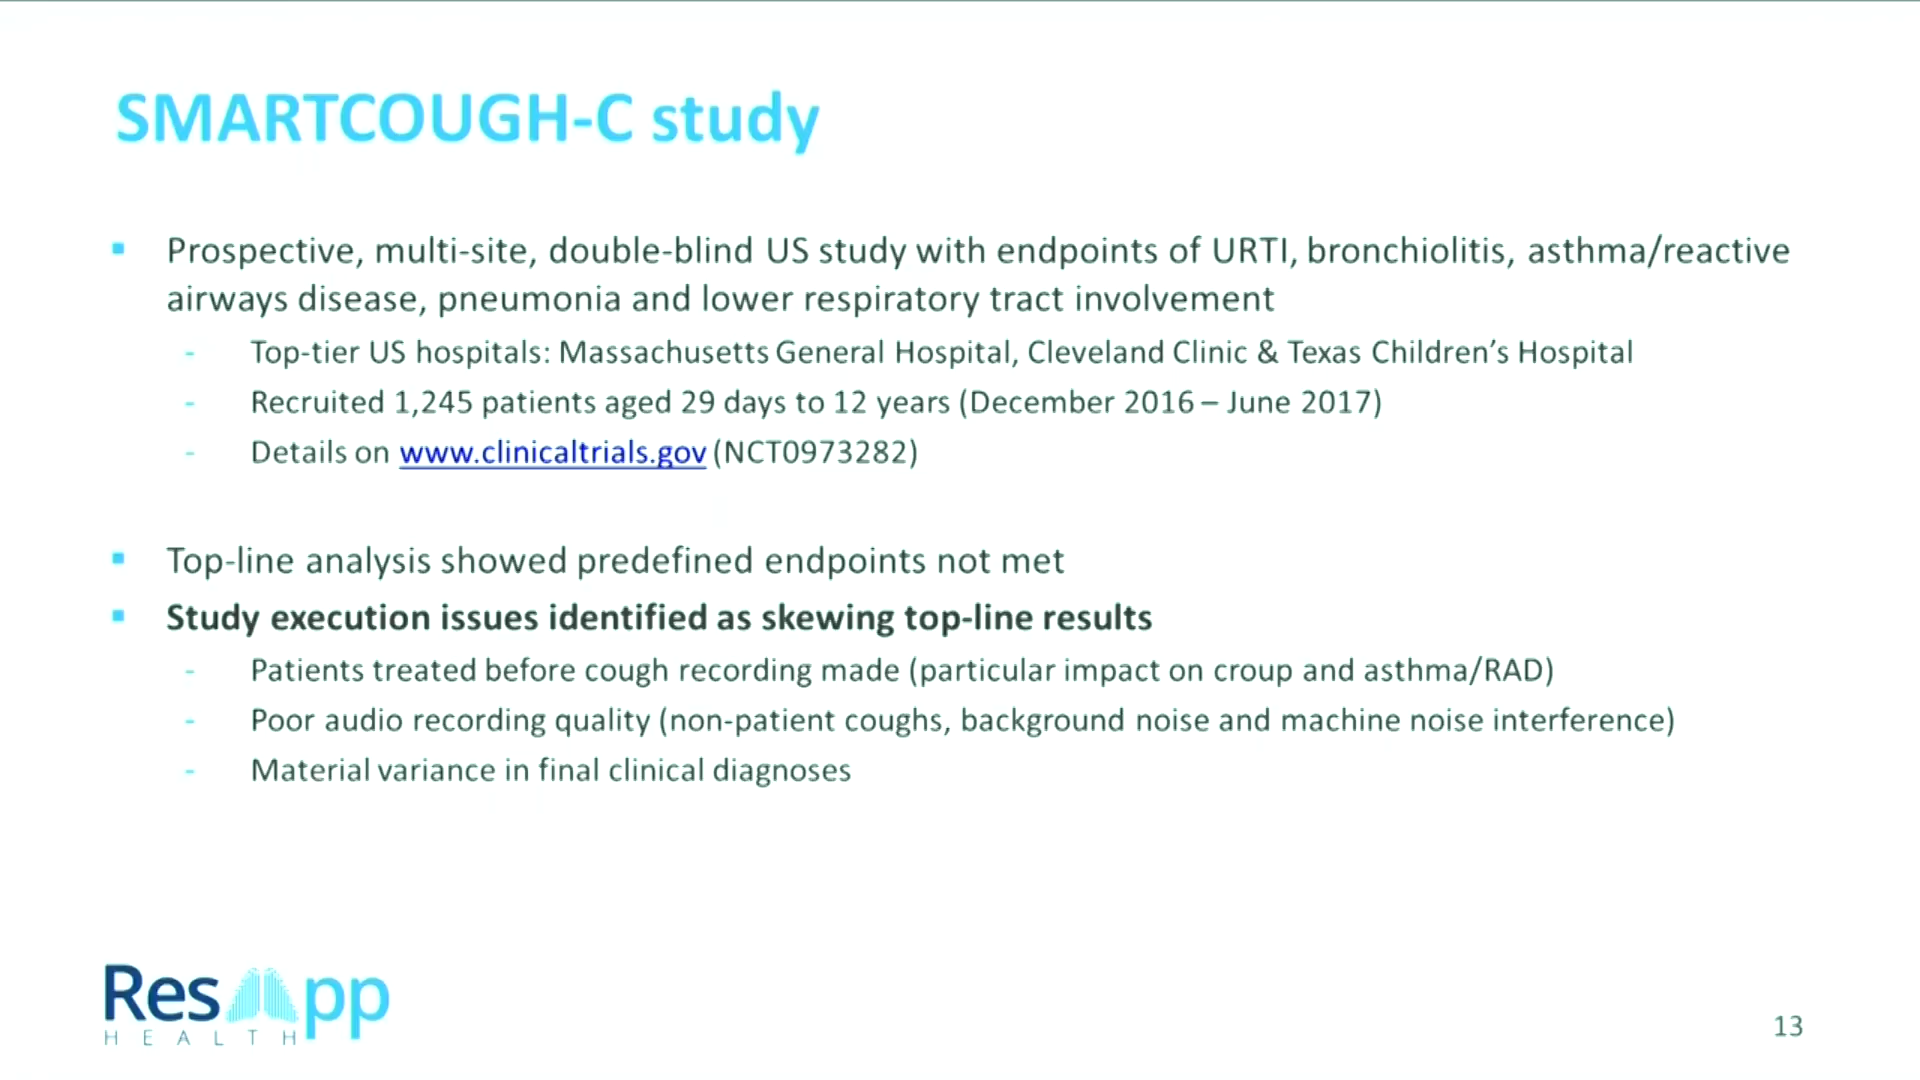 SMARTCOUGH-C study
▪ Prospective, multi-site, double-blind US study with endpoints of URTI, bronchiolitis, asthma/reactive
airways disease, pneumonia and lower respiratory tract involvement
- Top-tier US hospitals: Massachusetts General Hospital, Cleveland Clinic & Texas Children’s Hospital
- Recruited 1,245 patients aged 29 days to 12 years (December 2016 – June 2017)
- Details on www.clinicaltrials.gov (NCT0973282)
▪ Top-line analysis showed predefined endpoints not met
▪ Study execution issues identified as skewing top-line results
- Patients treated before cough recording made (particular impact on croup and asthma/RAD)
- Poor audio recording quality (non-patient coughs, background noise and machine noise interference)
- Material variance in final clinical diagnoses
ResApp
HEALTH
13